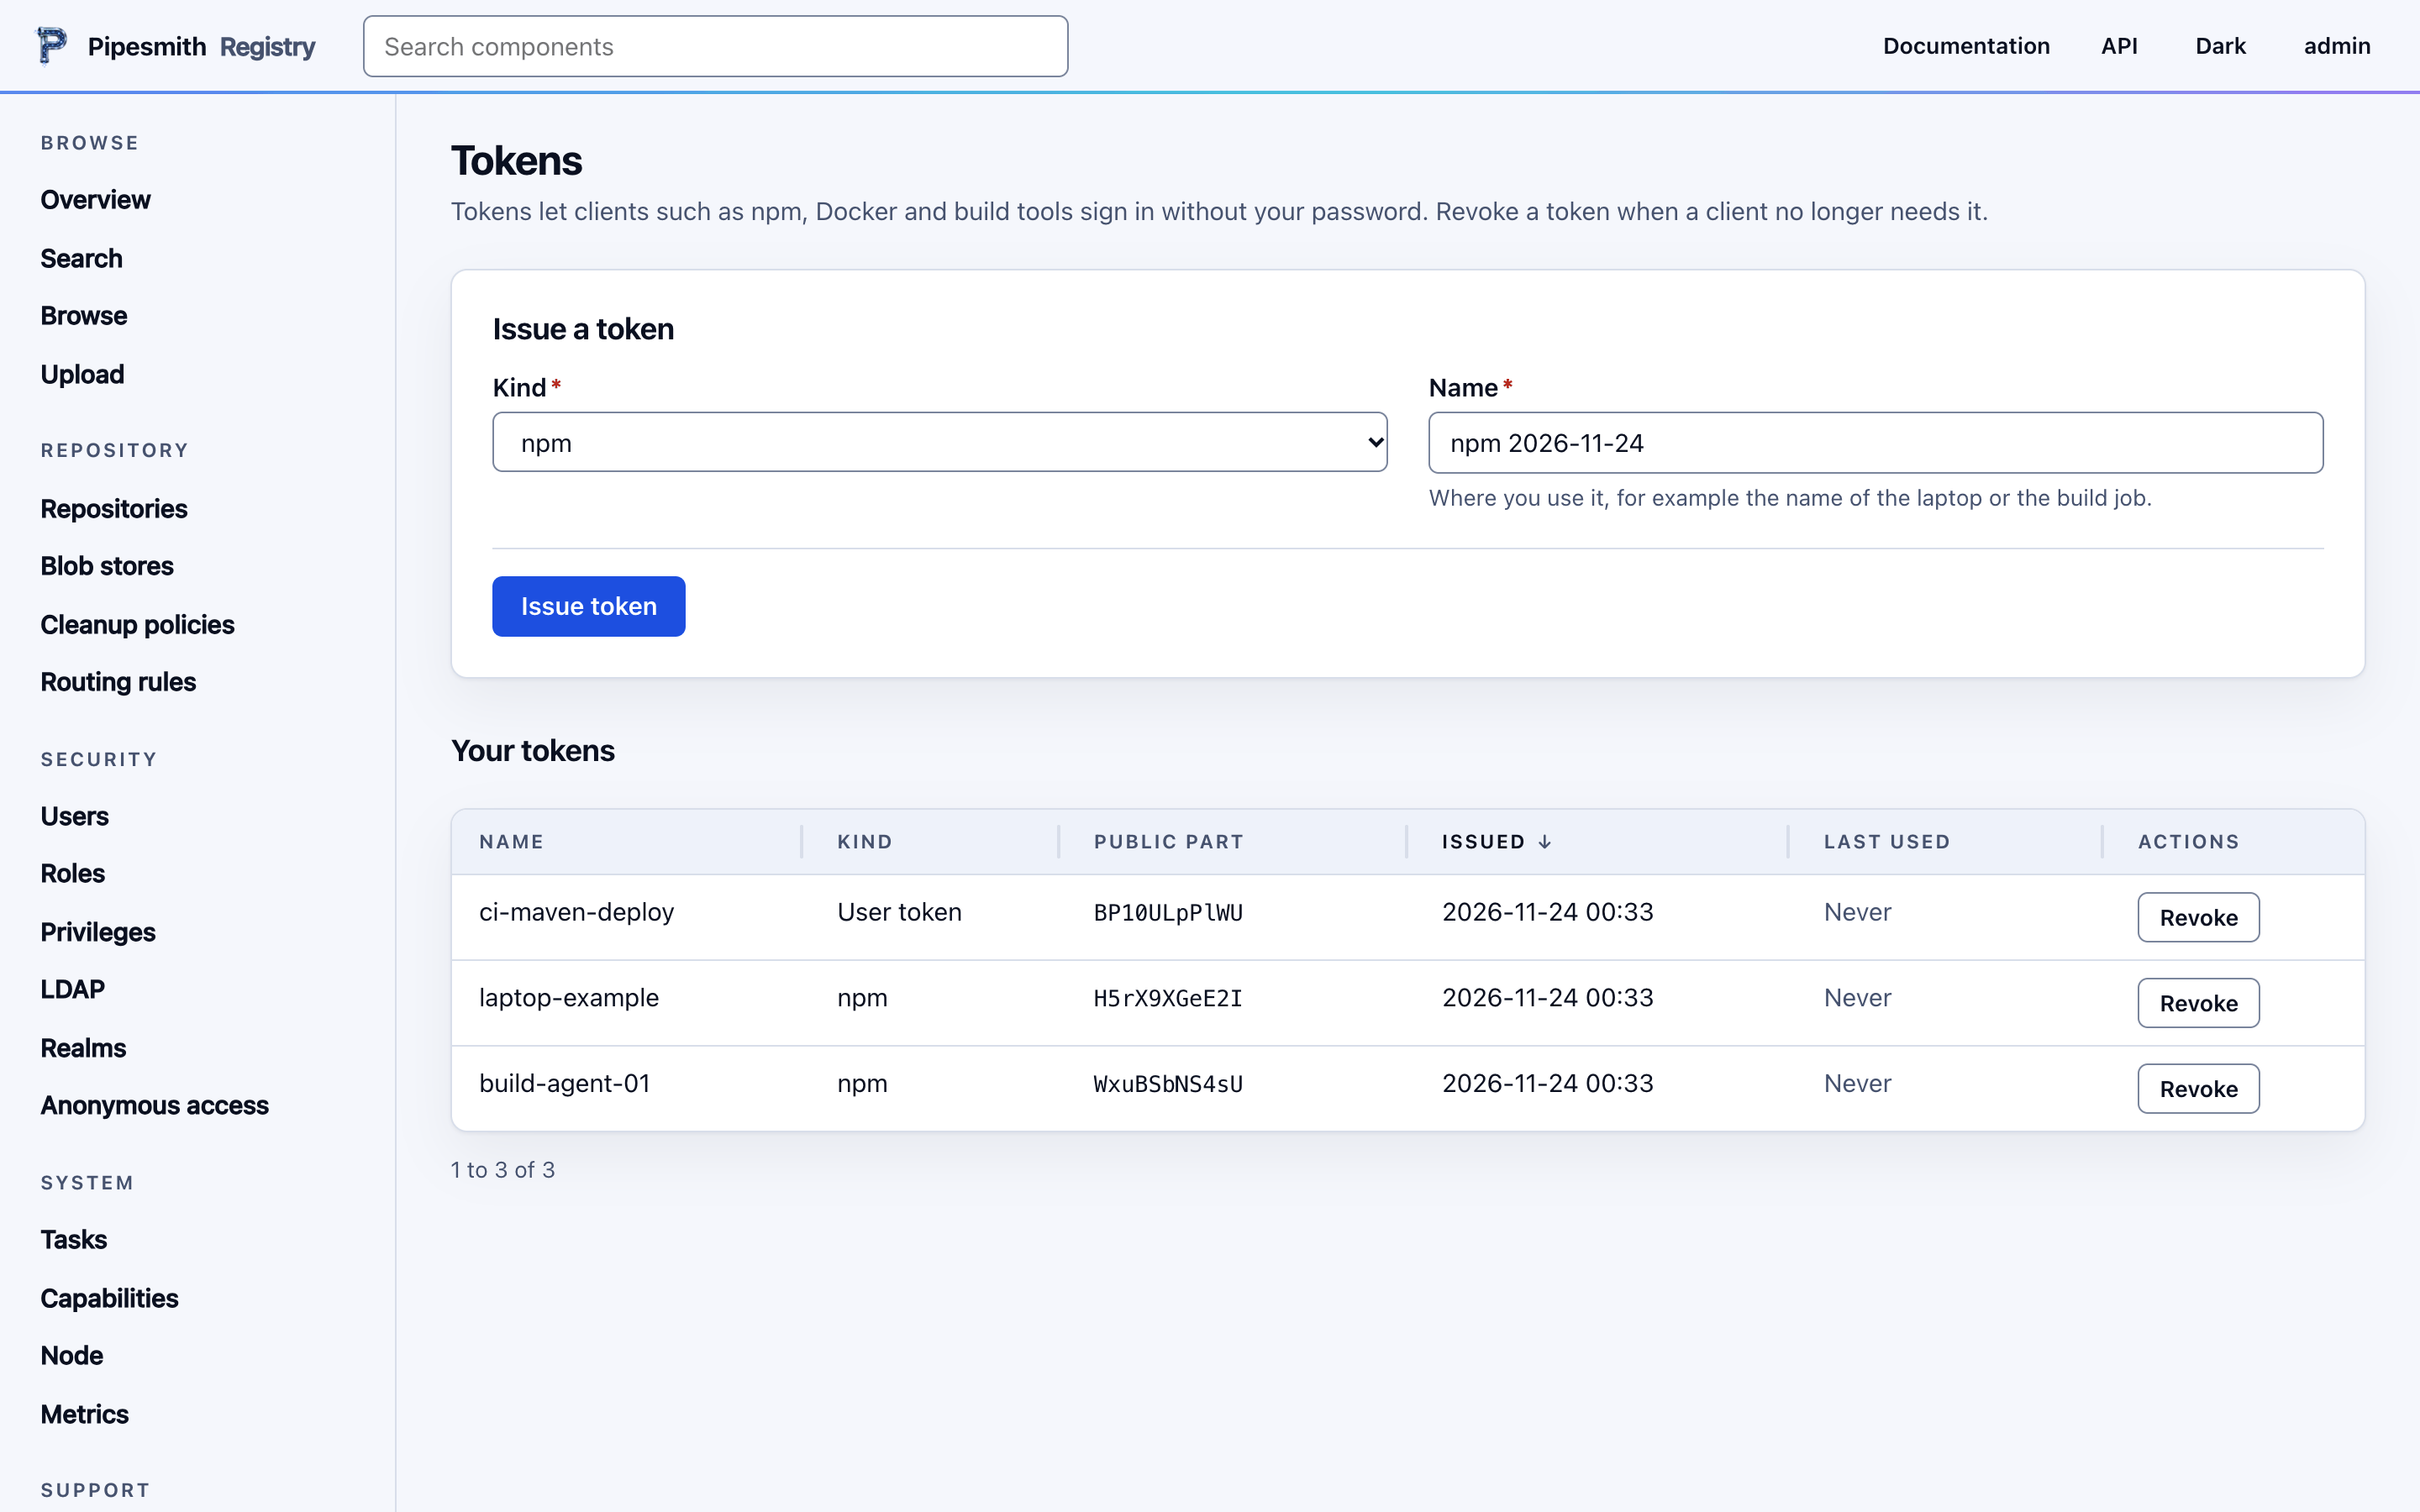 Pipesmith Registry
Search components
Documentation API Dark admin
BROWSE
Overview
Search
Browse
Upload
REPOSITORY
Repositories
Blob stores
Cleanup policies
Routing rules
SECURITY
Users
Roles
Privileges
LDAP
Realms
Anonymous access
SYSTEM
Tasks
Capabilities
Node
Metrics
SUPPORT
Tokens
Tokens let clients such as npm, Docker and build tools sign in without your password. Revoke a token when a client no longer needs it.
Issue a token
Kind* Name*
npm npm 2026-11-24
Where you use it, for example the name of the laptop or the build job.
Issue token
Your tokens
NAME KIND PUBLIC PART ISSUED ↓ LAST USED ACTIONS
ci-maven-deploy User token BP10ULpPlWU 2026-11-24 00:33 Never Revoke
laptop-example npm H5rX9XGeE2I 2026-11-24 00:33 Never Revoke
build-agent-01 npm WxuBSbNS4sU 2026-11-24 00:33 Never Revoke
1 to 3 of 3